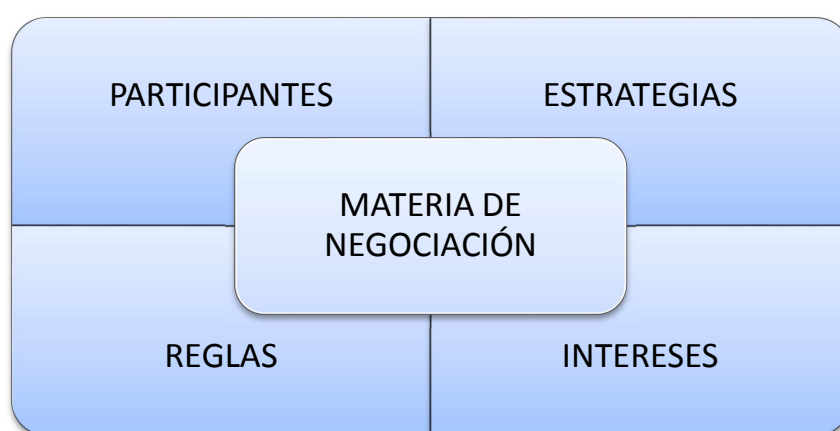 PARTICIPANTES
ESTRATEGIAS
MATERIA DE
NEGOCIACIÓN
REGLAS
INTERESES